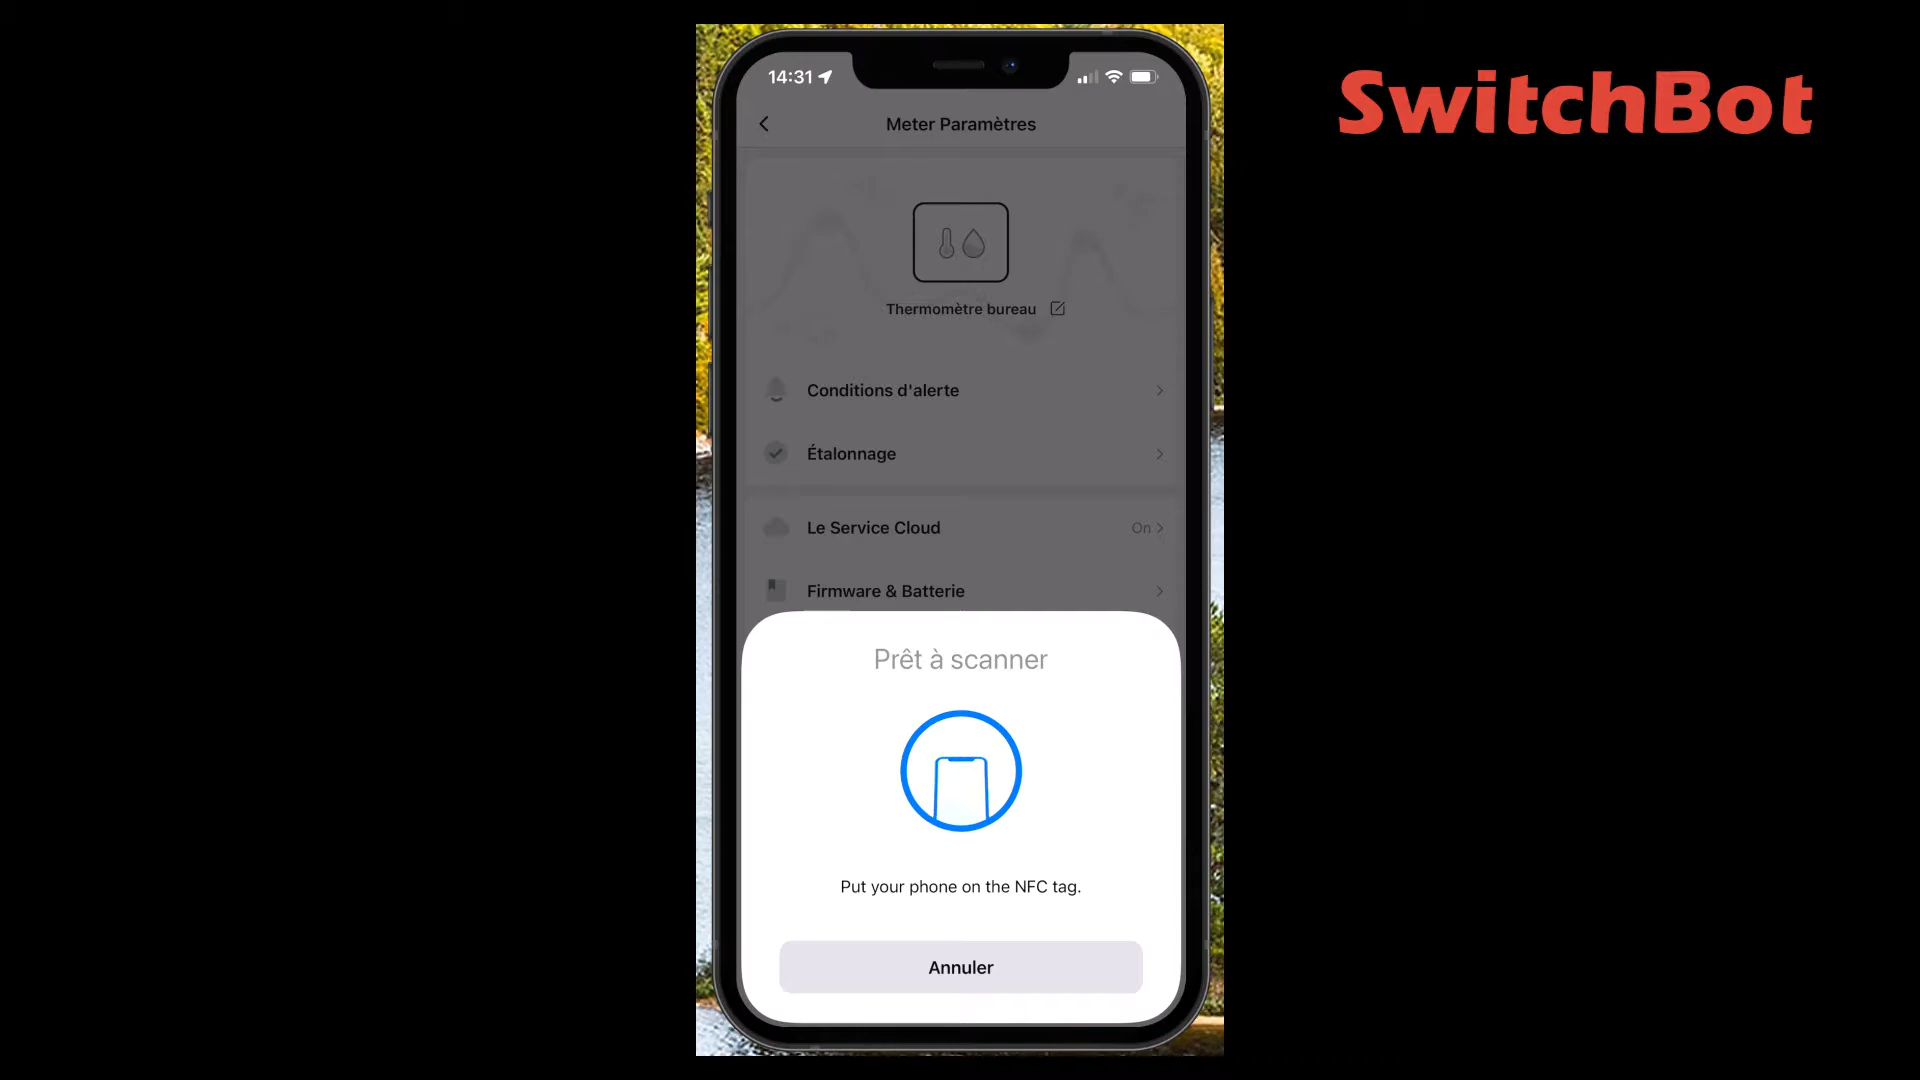 SwitchBot
14:31
Meter Paramètres
Thermomètre bureau
Conditions d'alerte
Étalonnage
Le Service Cloud On
Firmware & Batterie
Prêt à scanner
Put your phone on the NFC tag.
Annuler